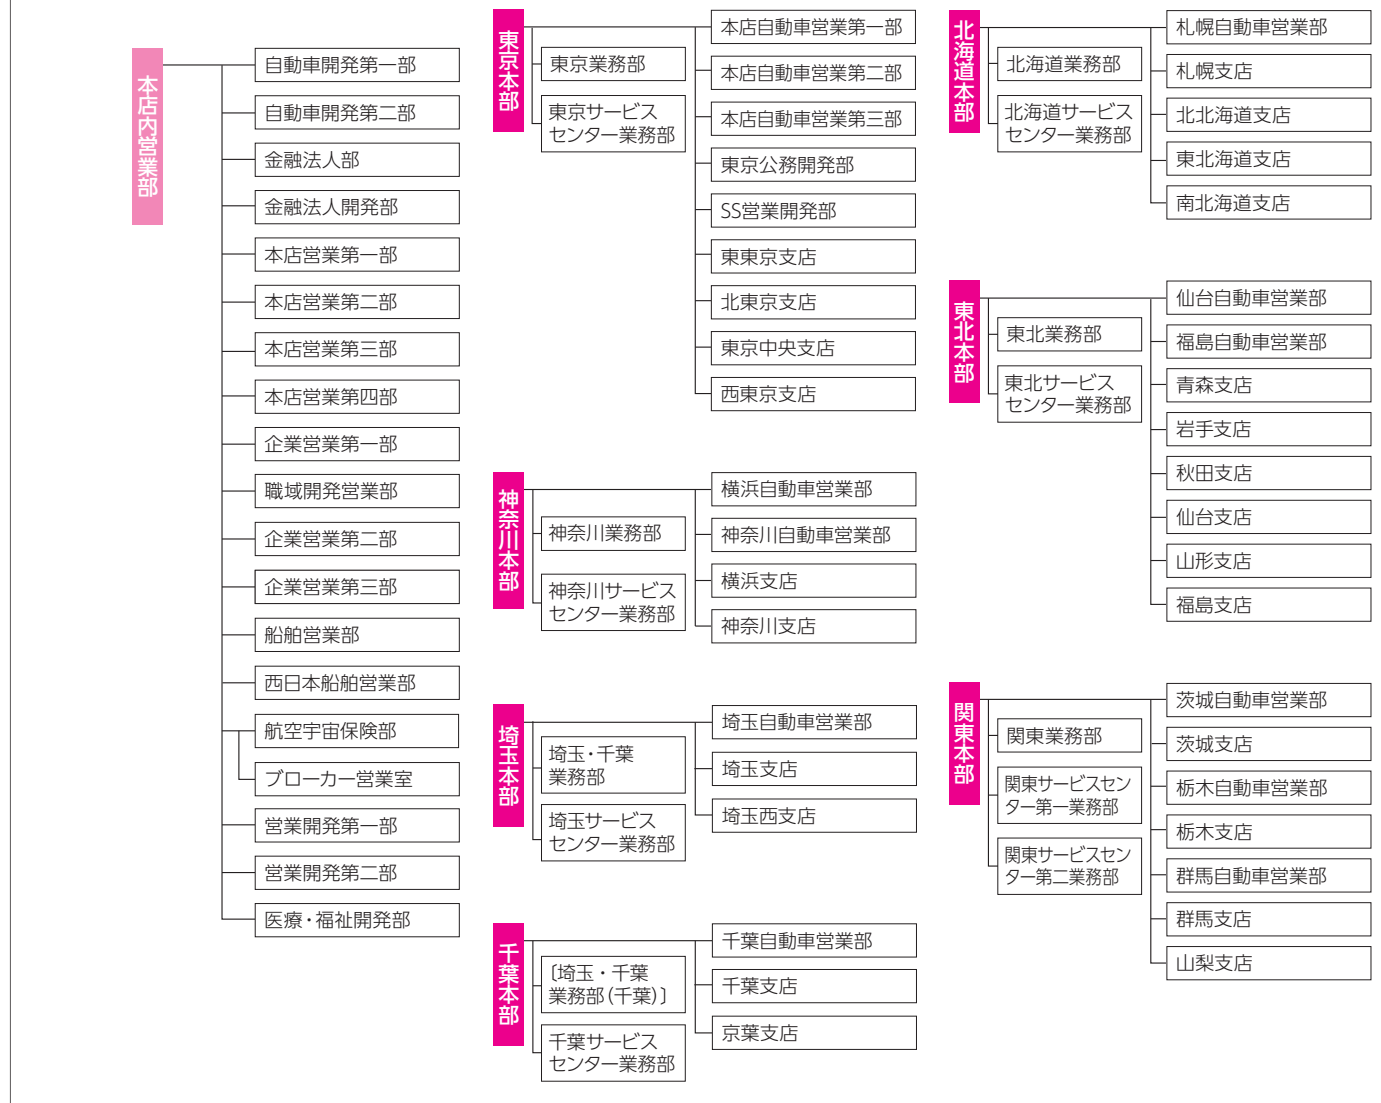 本店内営業部
自動車開発第一部
自動車開発第二部
金融法人部
金融法人開発部
本店営業第一部
本店営業第二部
本店営業第三部
本店営業第四部
企業営業第一部
職域開発営業部
企業営業第二部
企業営業第三部
船舶営業部
西日本船舶営業部
航空宇宙保険部
ブローカー営業室
営業開発第一部
営業開発第二部
医療・福祉開発部
東京本部
東京業務部
東京サービス
センター業務部
本店自動車営業第一部
本店自動車営業第二部
本店自動車営業第三部
東京公務開発部
SS営業開発部
東東京支店
北東京支店
東京中央支店
西東京支店
神奈川本部
神奈川業務部
神奈川サービス
センター業務部
横浜自動車営業部
神奈川自動車営業部
横浜支店
神奈川支店
埼玉本部
埼玉・千葉
業務部
埼玉サービス
センター業務部
埼玉自動車営業部
埼玉支店
埼玉西支店
千葉本部
〔埼玉・千葉
業務部(千葉)〕
千葉サービス
センター業務部
千葉自動車営業部
千葉支店
京葉支店
北海道本部
北海道業務部
北海道サービス
センター業務部
札幌自動車営業部
札幌支店
北北海道支店
東北海道支店
南北海道支店
東北本部
東北業務部
東北サービス
センター業務部
仙台自動車営業部
福島自動車営業部
青森支店
岩手支店
秋田支店
仙台支店
山形支店
福島支店
関東本部
関東業務部
関東サービスセン
ター第一業務部
関東サービスセン
ター第二業務部
茨城自動車営業部
茨城支店
栃木自動車営業部
栃木支店
群馬自動車営業部
群馬支店
山梨支店